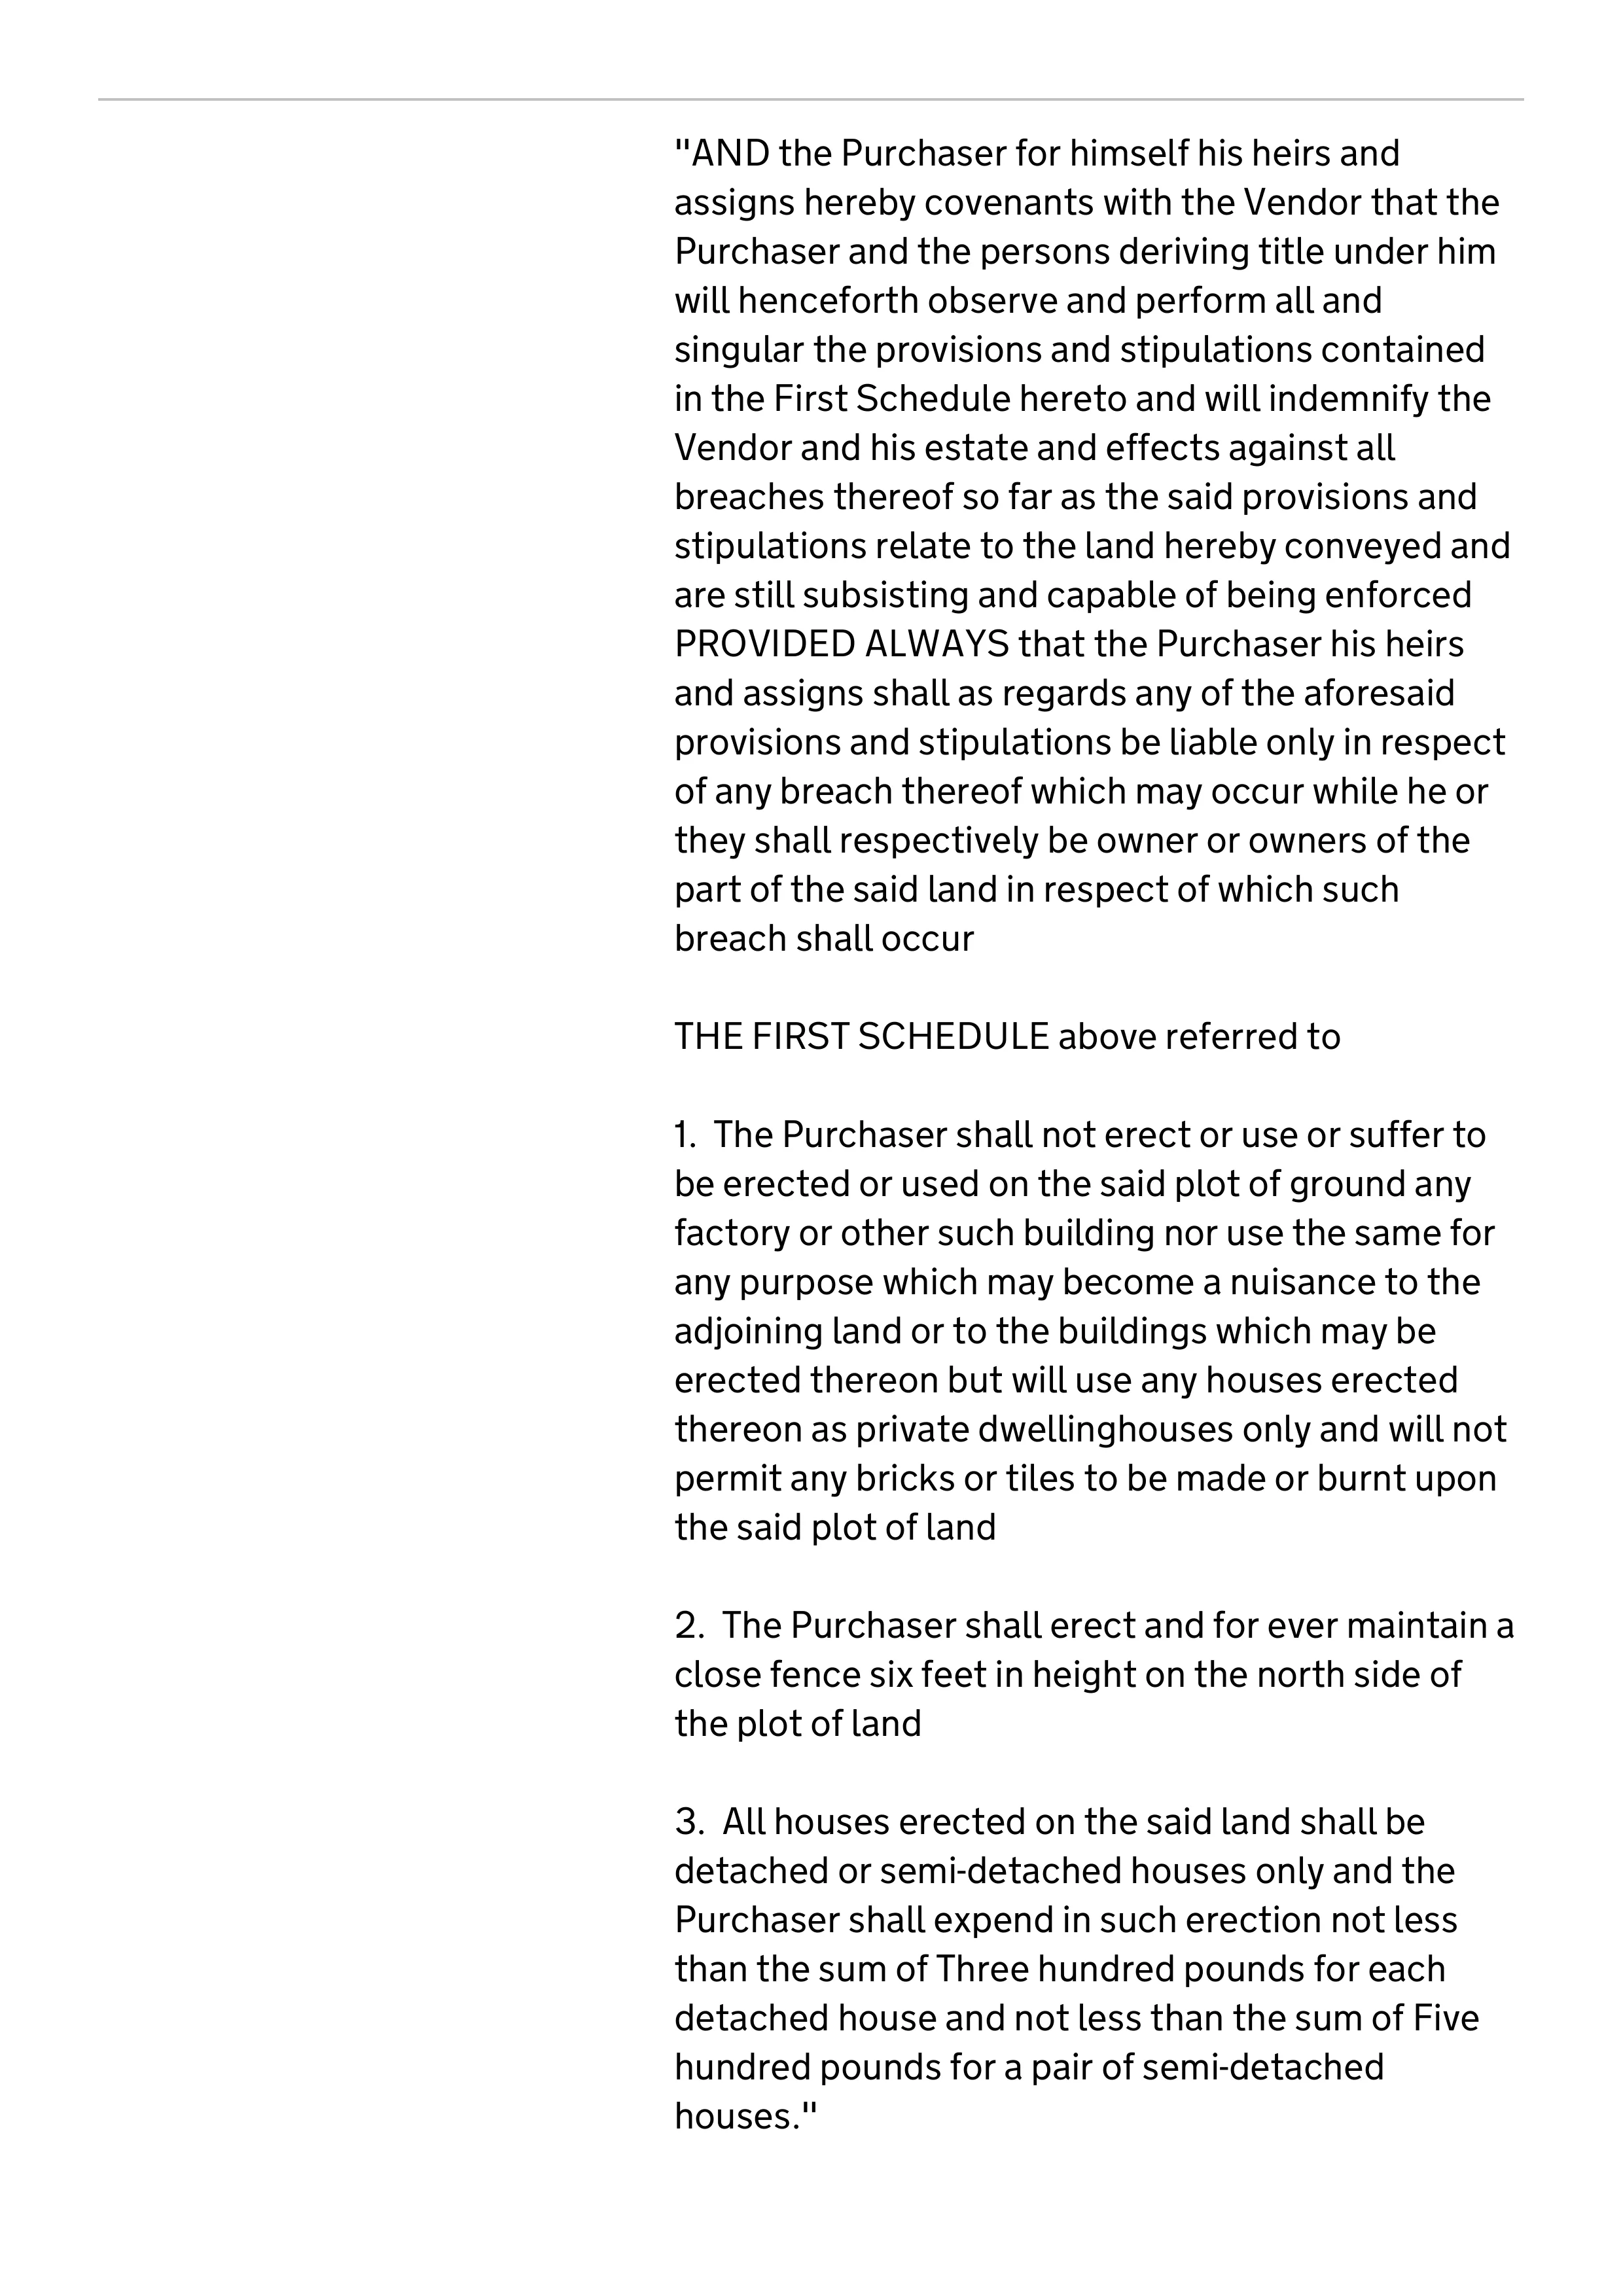 "AND the Purchaser for himself his heirs and
assigns hereby covenants with the Vendor that the
Purchaser and the persons deriving title under him
will henceforth observe and perform all and
singular the provisions and stipulations contained
in the First Schedule hereto and will indemnify the
Vendor and his estate and effects against all
breaches thereof so far as the said provisions and
stipulations relate to the land hereby conveyed and
are still subsisting and capable of being enforced
PROVIDED ALWAYS that the Purchaser his heirs
and assigns shall as regards any of the aforesaid
provisions and stipulations be liable only in respect
of any breach thereof which may occur while he or
they shall respectively be owner or owners of the
part of the said land in respect of which such
breach shall occur
THE FIRST SCHEDULE above referred to
1. The Purchaser shall not erect or use or suffer to
be erected or used on the said plot of ground any
factory or other such building nor use the same for
any purpose which may become a nuisance to the
adjoining land or to the buildings which may be
erected thereon but will use any houses erected
thereon as private dwellinghouses only and will not
permit any bricks or tiles to be made or burnt upon
the said plot of land
2. The Purchaser shall erect and for ever maintain a
close fence six feet in height on the north side of
the plot of land
3. All houses erected on the said land shall be
detached or semi-detached houses only and the
Purchaser shall expend in such erection not less
than the sum of Three hundred pounds for each
detached house and not less than the sum of Five
hundred pounds for a pair of semi-detached
houses."